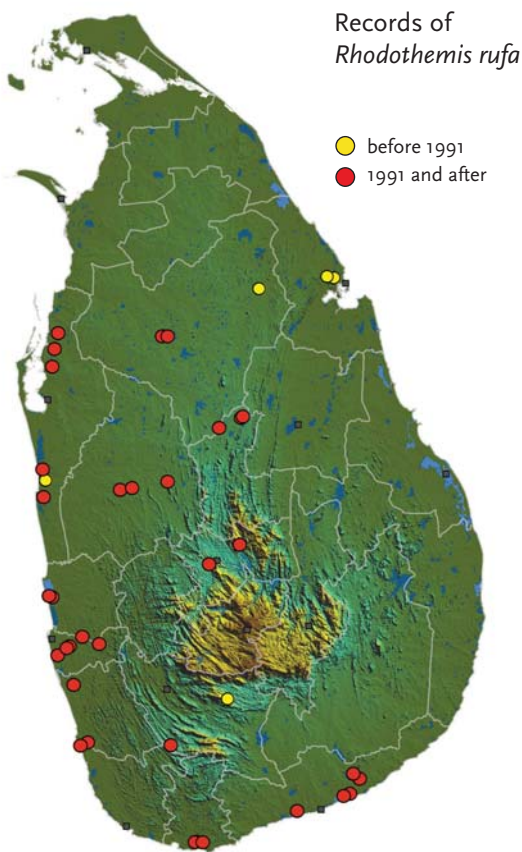 Records of
Rhodothemis rufa
before 1991
1991 and after